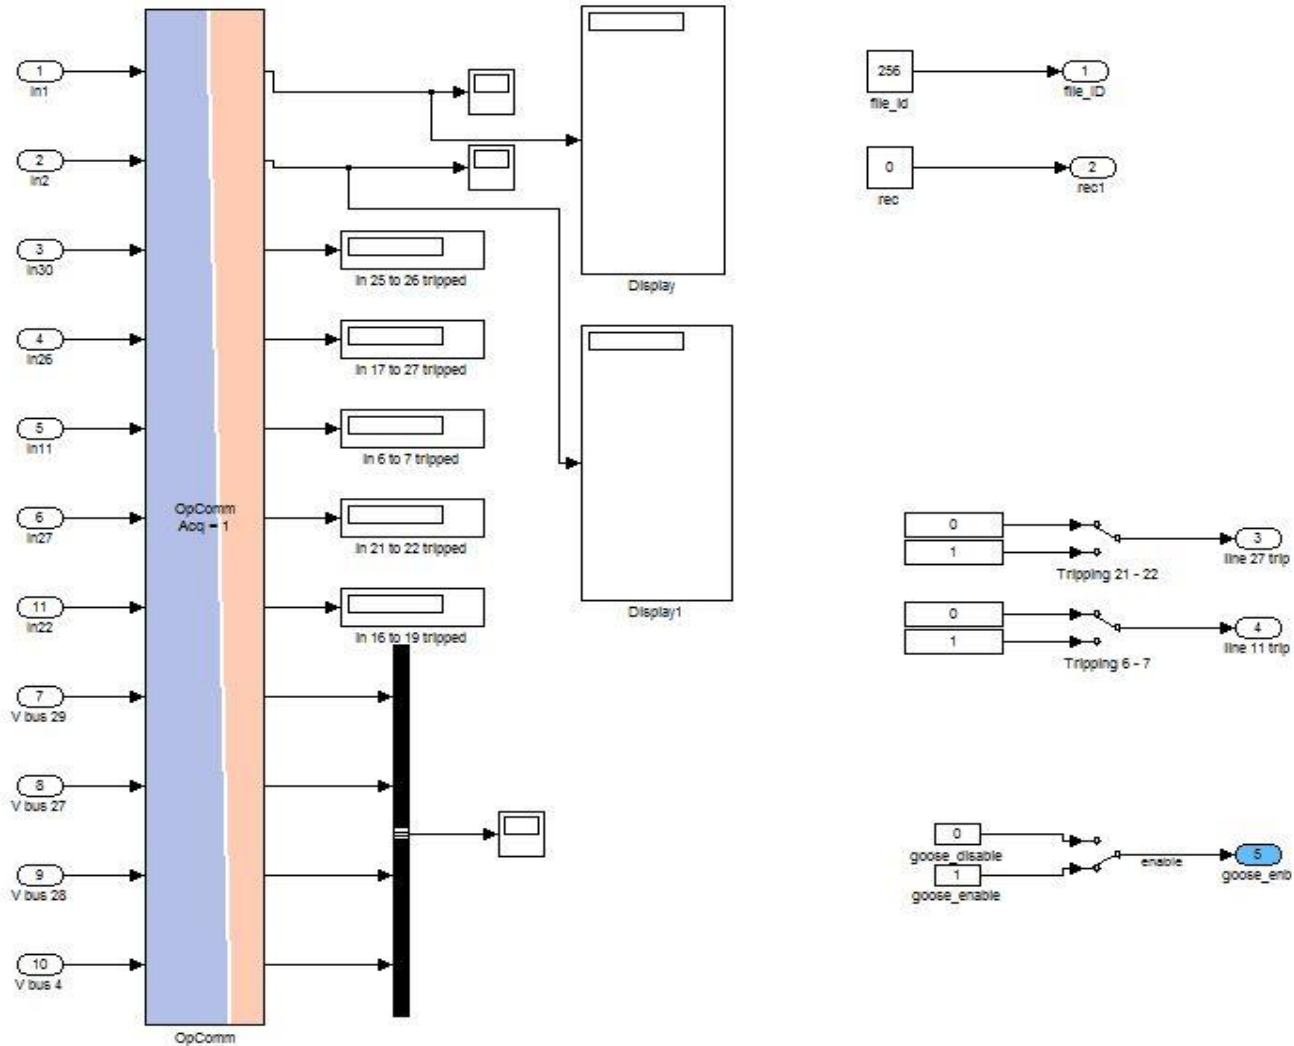 1
In1
2
In2
3
In30
4
In26
5
In11
6
In27
11
In22
7
V bus 29
8
V bus 27
9
V bus 28
10
V bus 4
OpComm
Acq = 1
OpComm
In 25 to 26 tripped
In 17 to 27 tripped
In 6 to 7 tripped
In 21 to 22 tripped
In 16 to 19 tripped
Display
Display1
256
file_id
1
file_ID
0
rec
2
rec1
0
1
Tripping 21 - 22
3
line 27 trip
0
1
Tripping 6 - 7
4
line 11 trip
0
goose_disable
1
goose_enable
enable
5
goose_enb